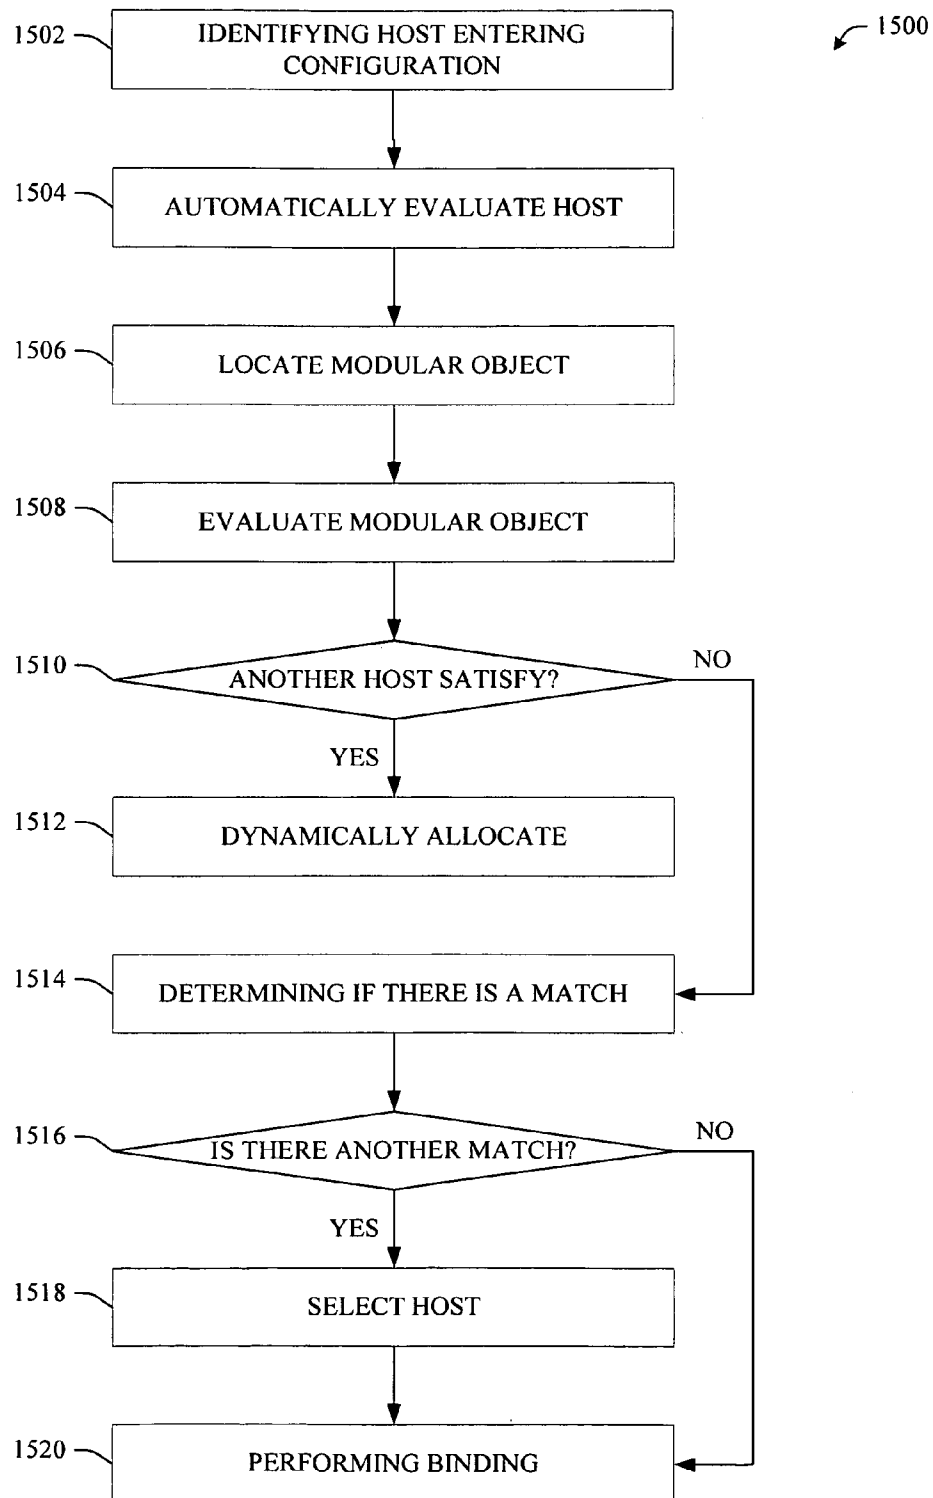 1500
1502
IDENTIFYING HOST ENTERING
CONFIGURATION
1504
AUTOMATICALLY EVALUATE HOST
1506
LOCATE MODULAR OBJECT
1508
EVALUATE MODULAR OBJECT
1510
ANOTHER HOST SATISFY?
NO
YES
1512
DYNAMICALLY ALLOCATE
1514
DETERMINING IF THERE IS A MATCH
1516
IS THERE ANOTHER MATCH?
NO
YES
1518
SELECT HOST
1520
PERFORMING BINDING